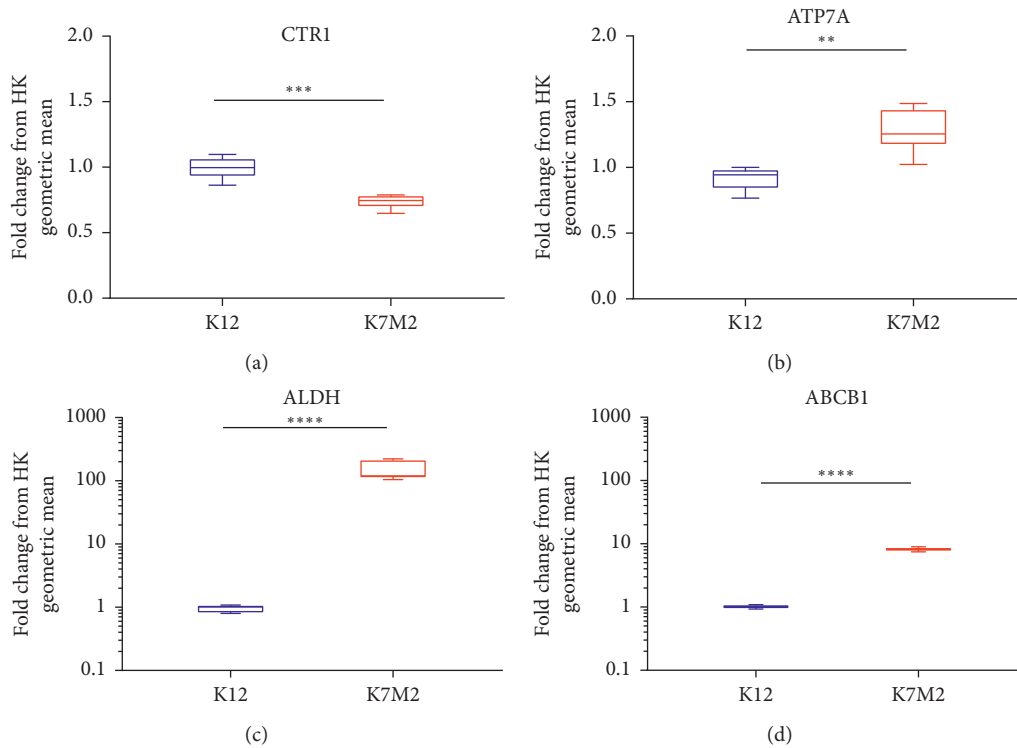 CTR1
2.0
1.5
1.0
0.5
0.0
Fold change from HK
geometric mean
***
K12 K7M2
(a)
ATP7A
2.0
1.5
1.0
0.5
0.0
Fold change from HK
geometric mean
**
K12 K7M2
(b)
ALDH
1000
100
10
1
0.1
Fold change from HK
geometric mean
****
K12 K7M2
(c)
ABCB1
1000
100
10
1
0.1
Fold change from HK
geometric mean
****
K12 K7M2
(d)